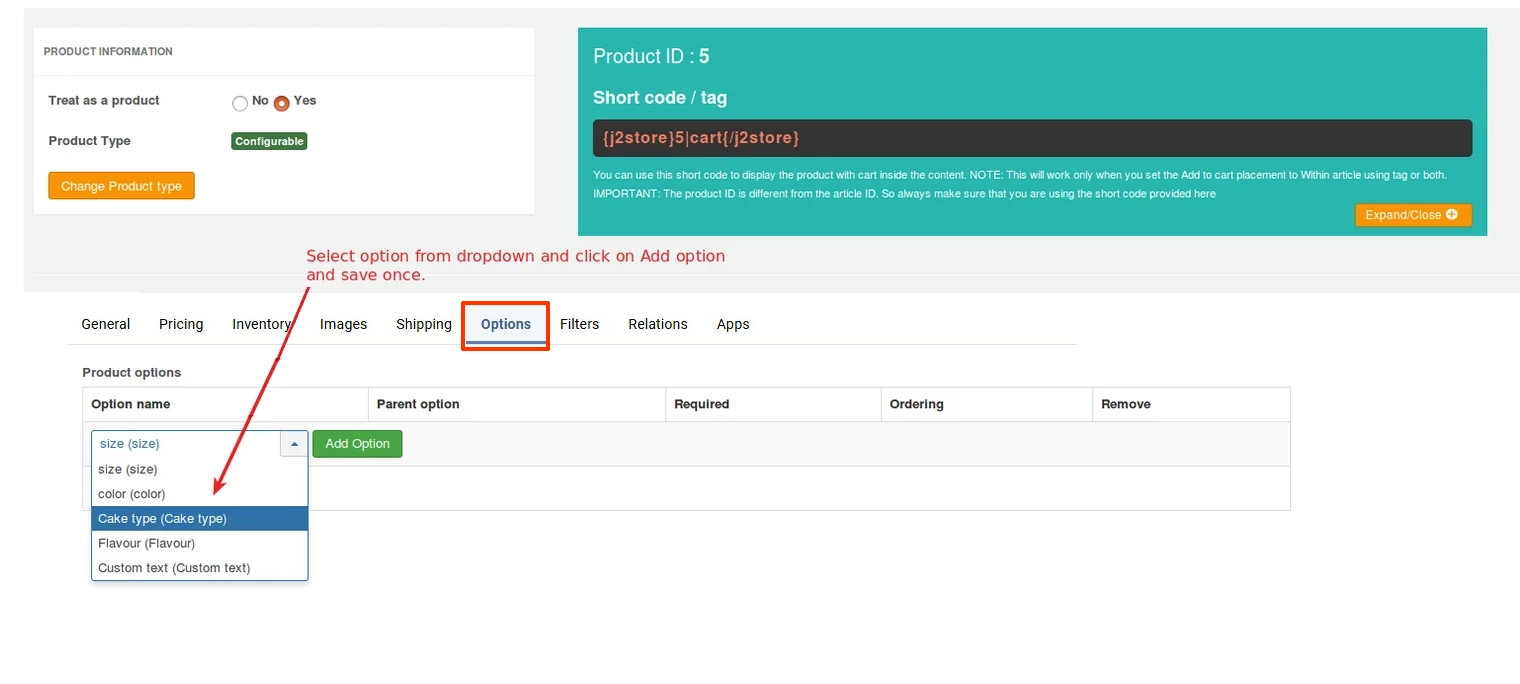 PRODUCT INFORMATION
Treat as a product
No Yes
Product Type
Configurable
Change Product type
Product ID : 5
Short code / tag
{j2store}5|cart{/j2store}
You can use this short code to display the product with cart inside the content. NOTE: This will work only when you set the Add to cart placement to Within article using tag or both.
IMPORTANT: The product ID is different from the article ID. So always make sure that you are using the short code provided here
Expand/Close
Select option from dropdown and click on Add option
and save once.
General Pricing Inventory Images Shipping Options Filters Relations Apps
Product options
Option name Parent option Required Ordering Remove
size (size) Add Option
size (size)
color (color)
Cake type (Cake type)
Flavour (Flavour)
Custom text (Custom text)